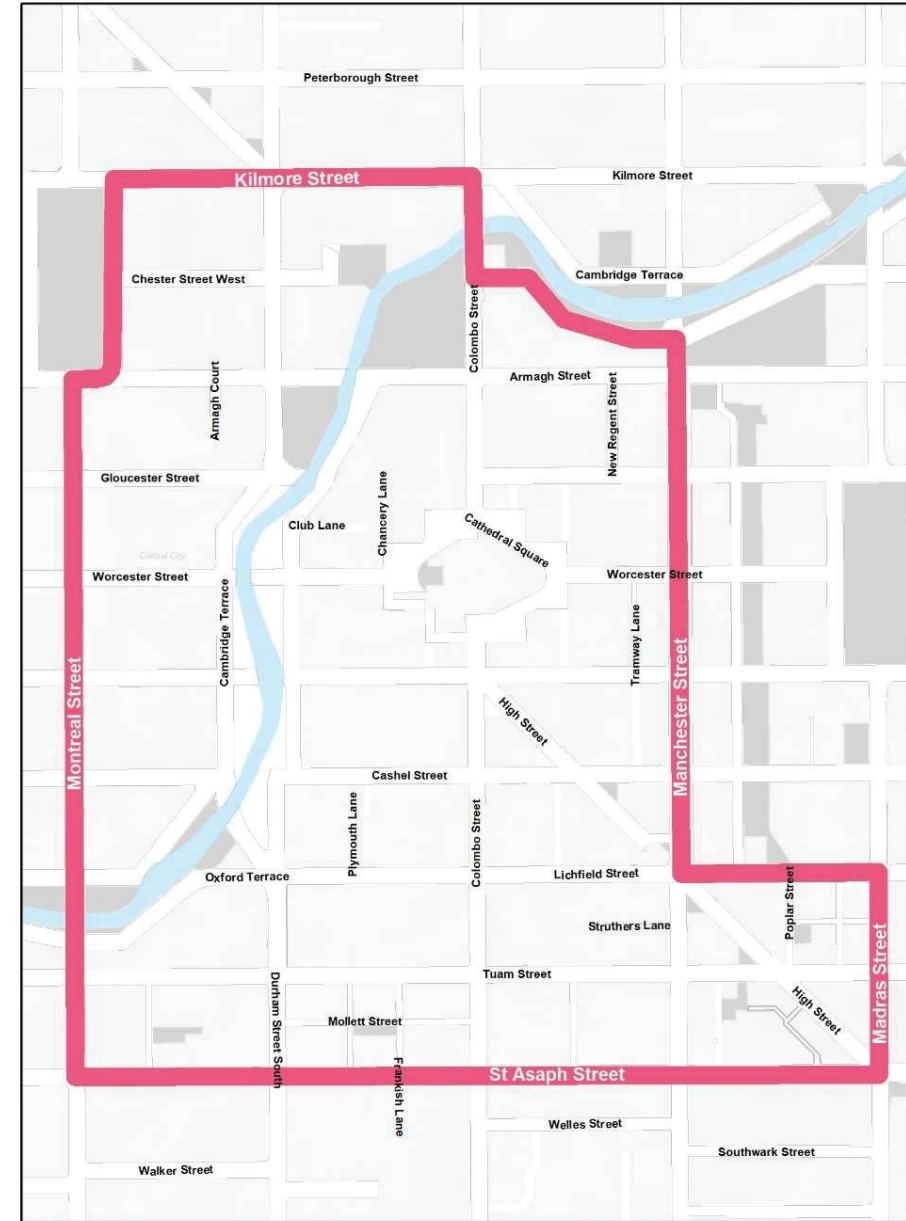 Peterborough Street
Kilmore Street
Kilmore Street
Chester Street West
Cambridge Terrace
Colombo Street
Armagh Street
Armagh Court
New Regent Street
Gloucester Street
Chancery Lane
Club Lane
Cathedral Square
Central City
Worcester Street
Worcester Street
Cambridge Terrace
Tramway Lane
Montreal Street
Manchester Street
High Street
Cashel Street
Plymouth Lane
Colombo Street
Oxford Terrace
Lichfield Street
Poplar Street
Struthers Lane
Madras Street
Tuam Street
Durham Street South
High Street
Mollett Street
Frankish Lane
St Asaph Street
Welles Street
Southwark Street
Walker Street